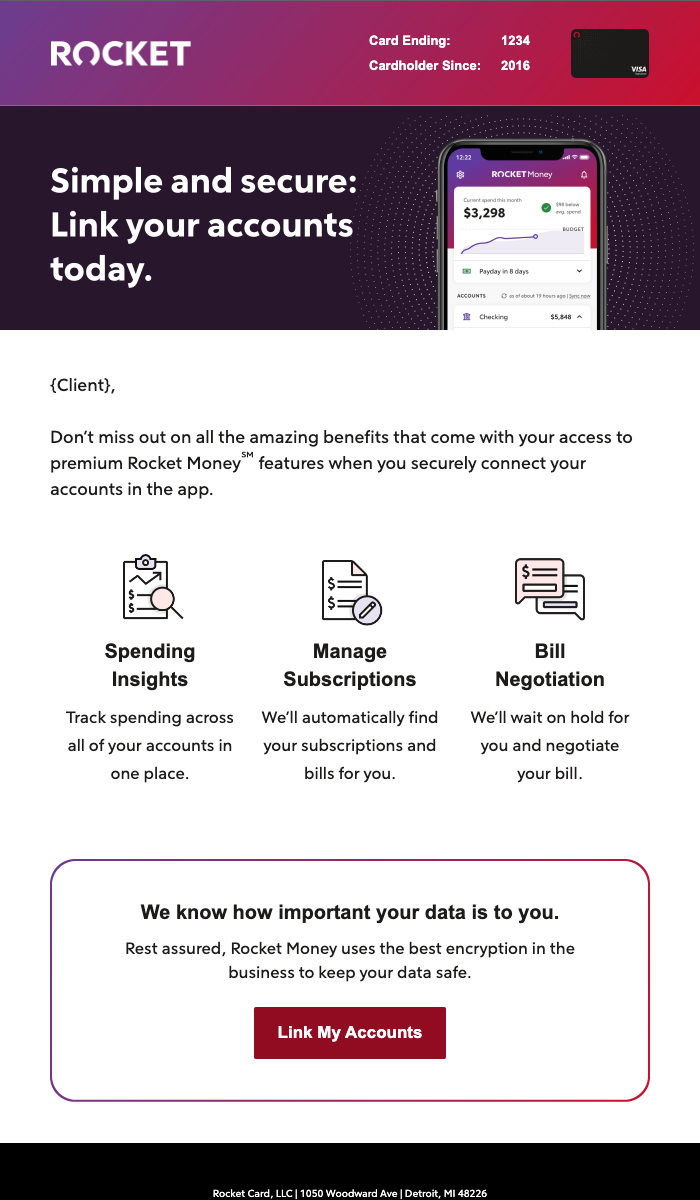 ROCKET
Card Ending: 1234
Cardholder Since: 2016
VISA
Simple and secure:
Link your accounts
today.
12:22
ROCKET Money
Current spend this month
$3,298
$98 below
avg. spend
BUDGET
Payday in 8 days
ACCOUNTS as of about 19 hours ago | Sync now
Checking $5,848
{Client},
Don’t miss out on all the amazing benefits that come with your access to
premium Rocket Money℠ features when you securely connect your
accounts in the app.
$
$
$
$
$
Spending
Insights
Manage
Subscriptions
Bill
Negotiation
Track spending across
all of your accounts in
one place.
We’ll automatically find
your subscriptions and
bills for you.
We’ll wait on hold for
you and negotiate
your bill.
We know how important your data is to you.
Rest assured, Rocket Money uses the best encryption in the
business to keep your data safe.
Link My Accounts
Rocket Card, LLC | 1050 Woodward Ave | Detroit, MI 48226